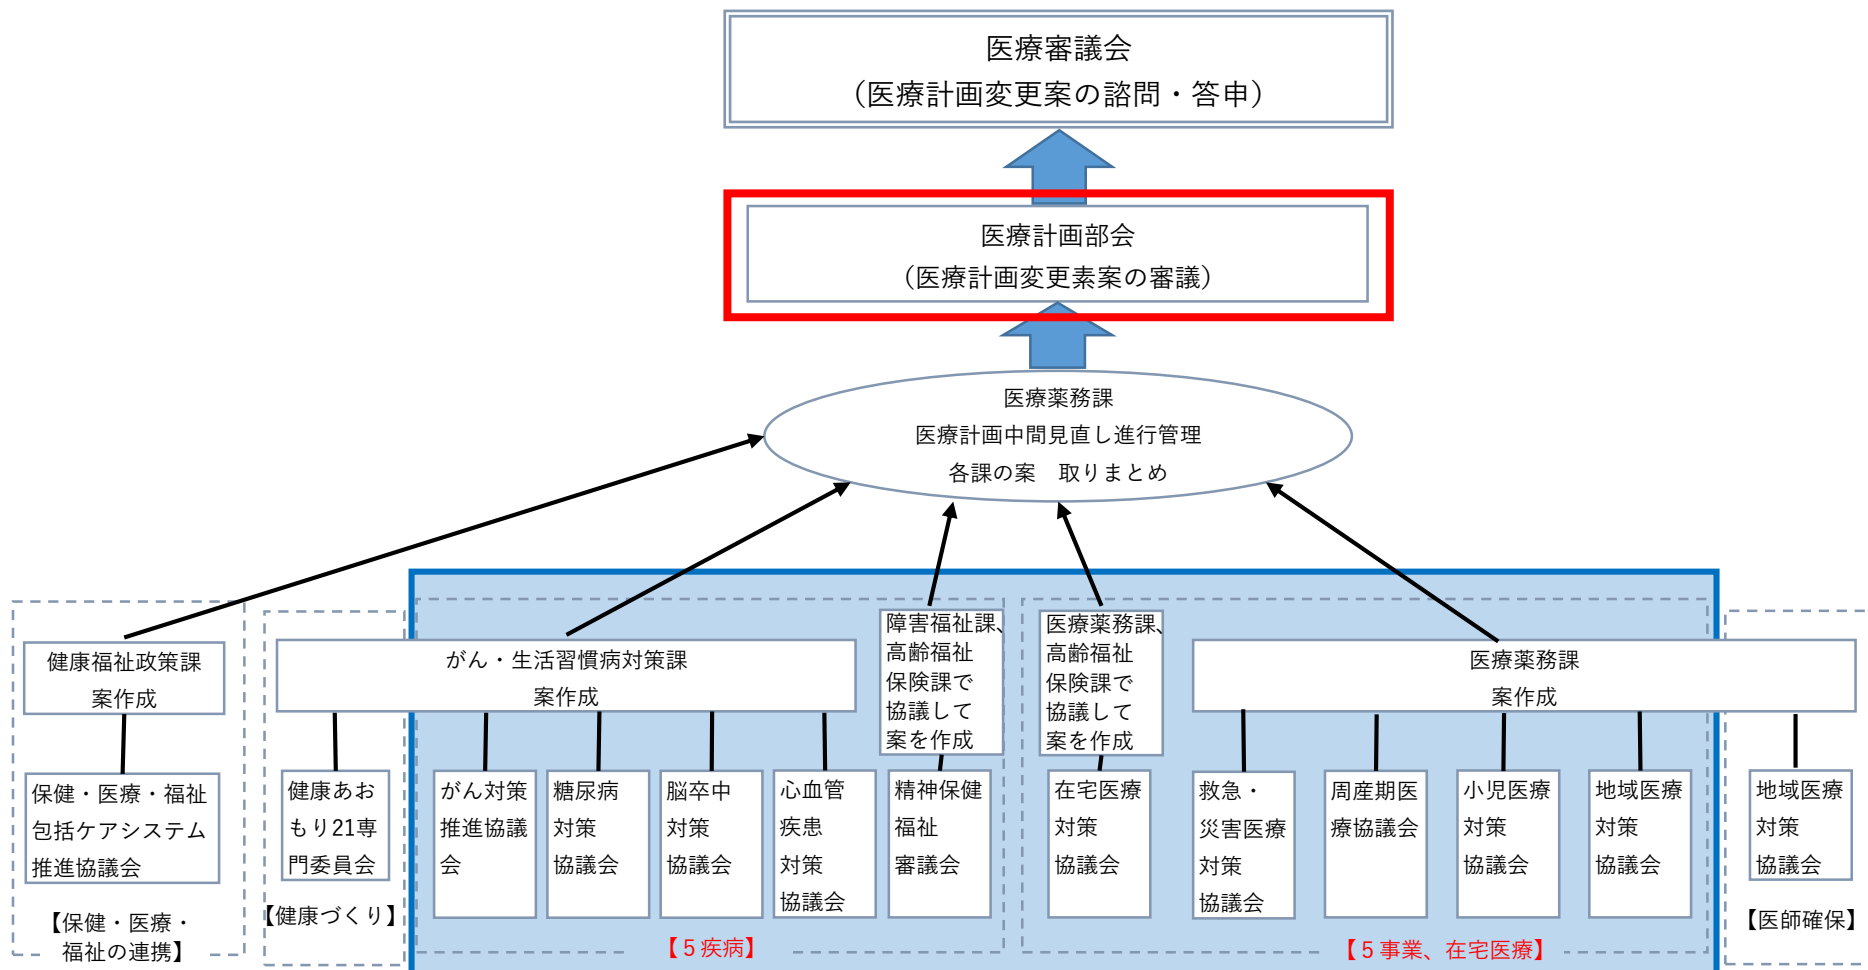 医療審議会
（医療計画変更案の諮問・答申）
医療計画部会
（医療計画変更素案の審議）
医療薬務課
医療計画中間見直し進行管理
各課の案　取りまとめ
健康福祉政策課
案作成
がん・生活習慣病対策課
案作成
障害福祉課、
高齢福祉
保険課で
協議して
案を作成
医療薬務課、
高齢福祉
保険課で
協議して
案を作成
医療薬務課
案作成
保健・医療・福祉
包括ケアシステム
推進協議会
健康あお
もり21専
門委員会
がん対策
推進協議
会
糖尿病
対策
協議会
脳卒中
対策
協議会
心血管
疾患
対策
協議会
精神保健
福祉
審議会
在宅医療
対策
協議会
救急・
災害医療
対策
協議会
周産期医
療協議会
小児医療
対策
協議会
地域医療
対策
協議会
地域医療
対策
協議会
【保健・医療・
福祉の連携】
【健康づくり】
【５疾病】
【５事業、在宅医療】
【医師確保】